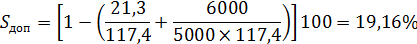 S_доп = [1 − (21,3/117,4 + 6000/(5000 × 117,4))] 100 = 19,16%